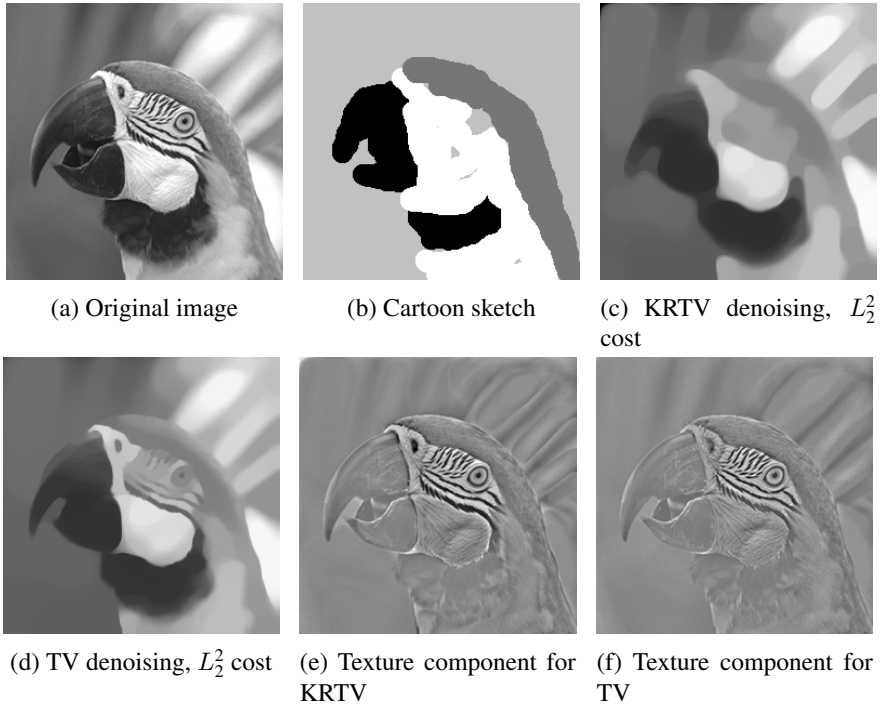 (a) Original image
(b) Cartoon sketch
(c) KRTV denoising, $L_2^2$
cost
(d) TV denoising, $L_2^2$ cost
(e) Texture component for
KRTV
(f) Texture component for
TV